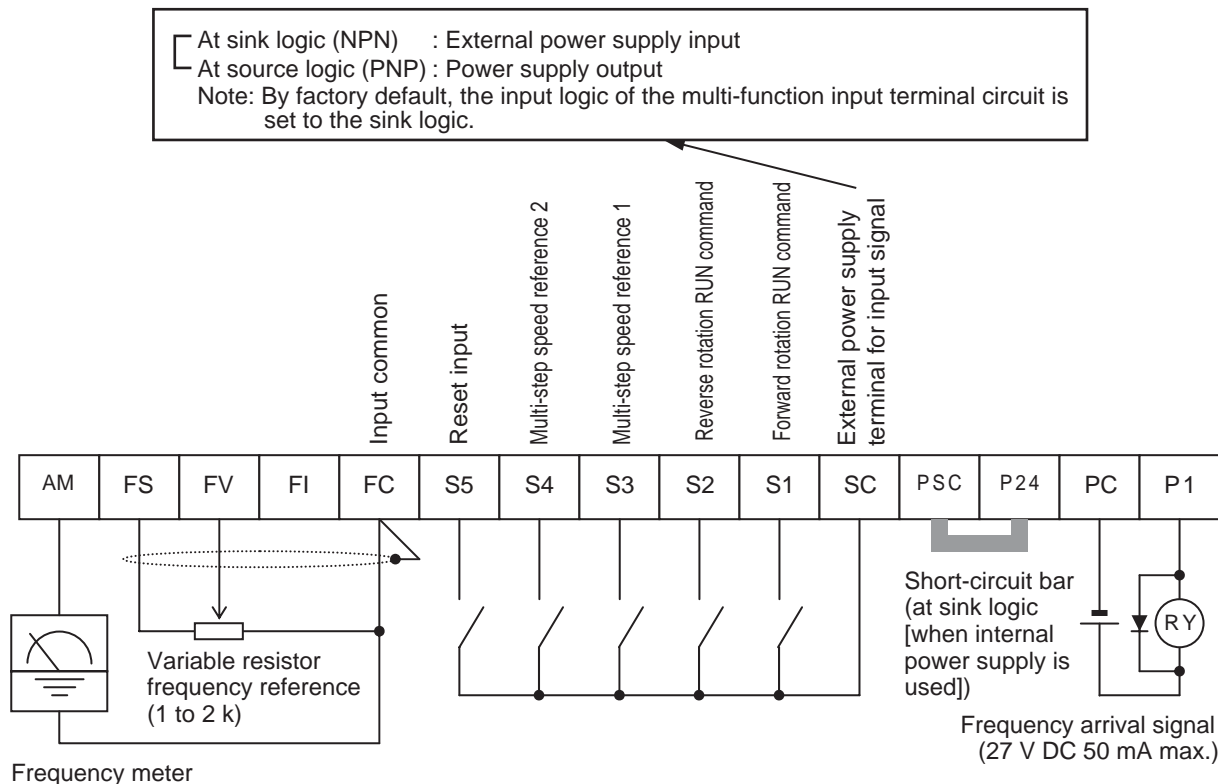 At sink logic (NPN) : External power supply input
At source logic (PNP) : Power supply output
Note: By factory default, the input logic of the multi-function input terminal circuit is
set to the sink logic.
Input common
Reset input
Multi-step speed reference 2
Multi-step speed reference 1
Reverse rotation RUN command
Forward rotation RUN command
External power supply
terminal for input signal
AM FS FV FI FC S5 S4 S3 S2 S1 SC PSC P24 PC P1
Short-circuit bar
(at sink logic
[when internal
power supply is
used])
RY
Variable resistor
frequency reference
(1 to 2 k)
Frequency arrival signal
(27 V DC 50 mA max.)
Frequency meter